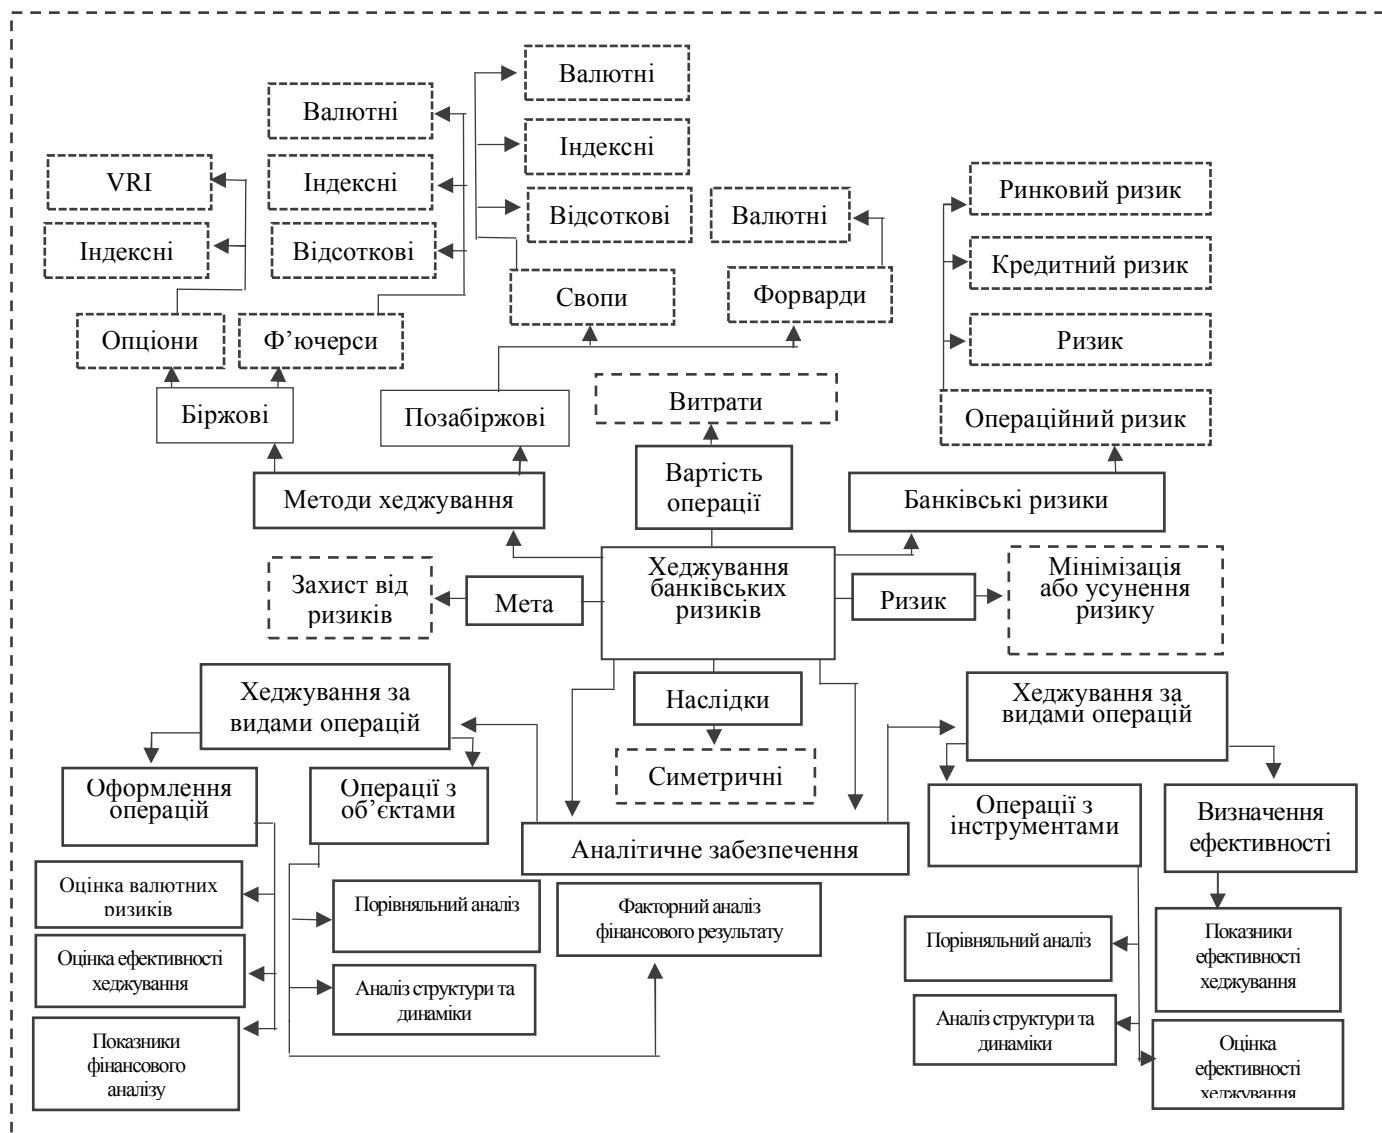 Валютні
Валютні
Індексні
VRI
Індексні
Ринковий ризик
Відсоткові
Валютні
Індексні
Відсоткові
Кредитний ризик
Свопи
Форварди
Опціони
Ф’ючерси
Ризик
Біржові
Позабіржові
Витрати
Операційний ризик
Методи хеджування
Вартість
операції
Банківські ризики
Захист від
ризиків
Мета
Хеджування
банківських
ризиків
Ризик
Мінімізація
або усунення
ризику
Хеджування за
видами операцій
Наслідки
Хеджування за
видами операцій
Симетричні
Оформлення
операцій
Операції з
об’єктами
Операції з
інструментами
Визначення
ефективності
Аналітичне забезпечення
Оцінка валютних
ризиків
Порівняльний аналіз
Факторний аналіз
фінансового результату
Порівняльний аналіз
Показники
ефективності
хеджування
Оцінка ефективності
хеджування
Аналіз структури та
динаміки
Аналіз структури та
динаміки
Показники
фінансового
аналізу
Оцінка
ефективності
хеджування